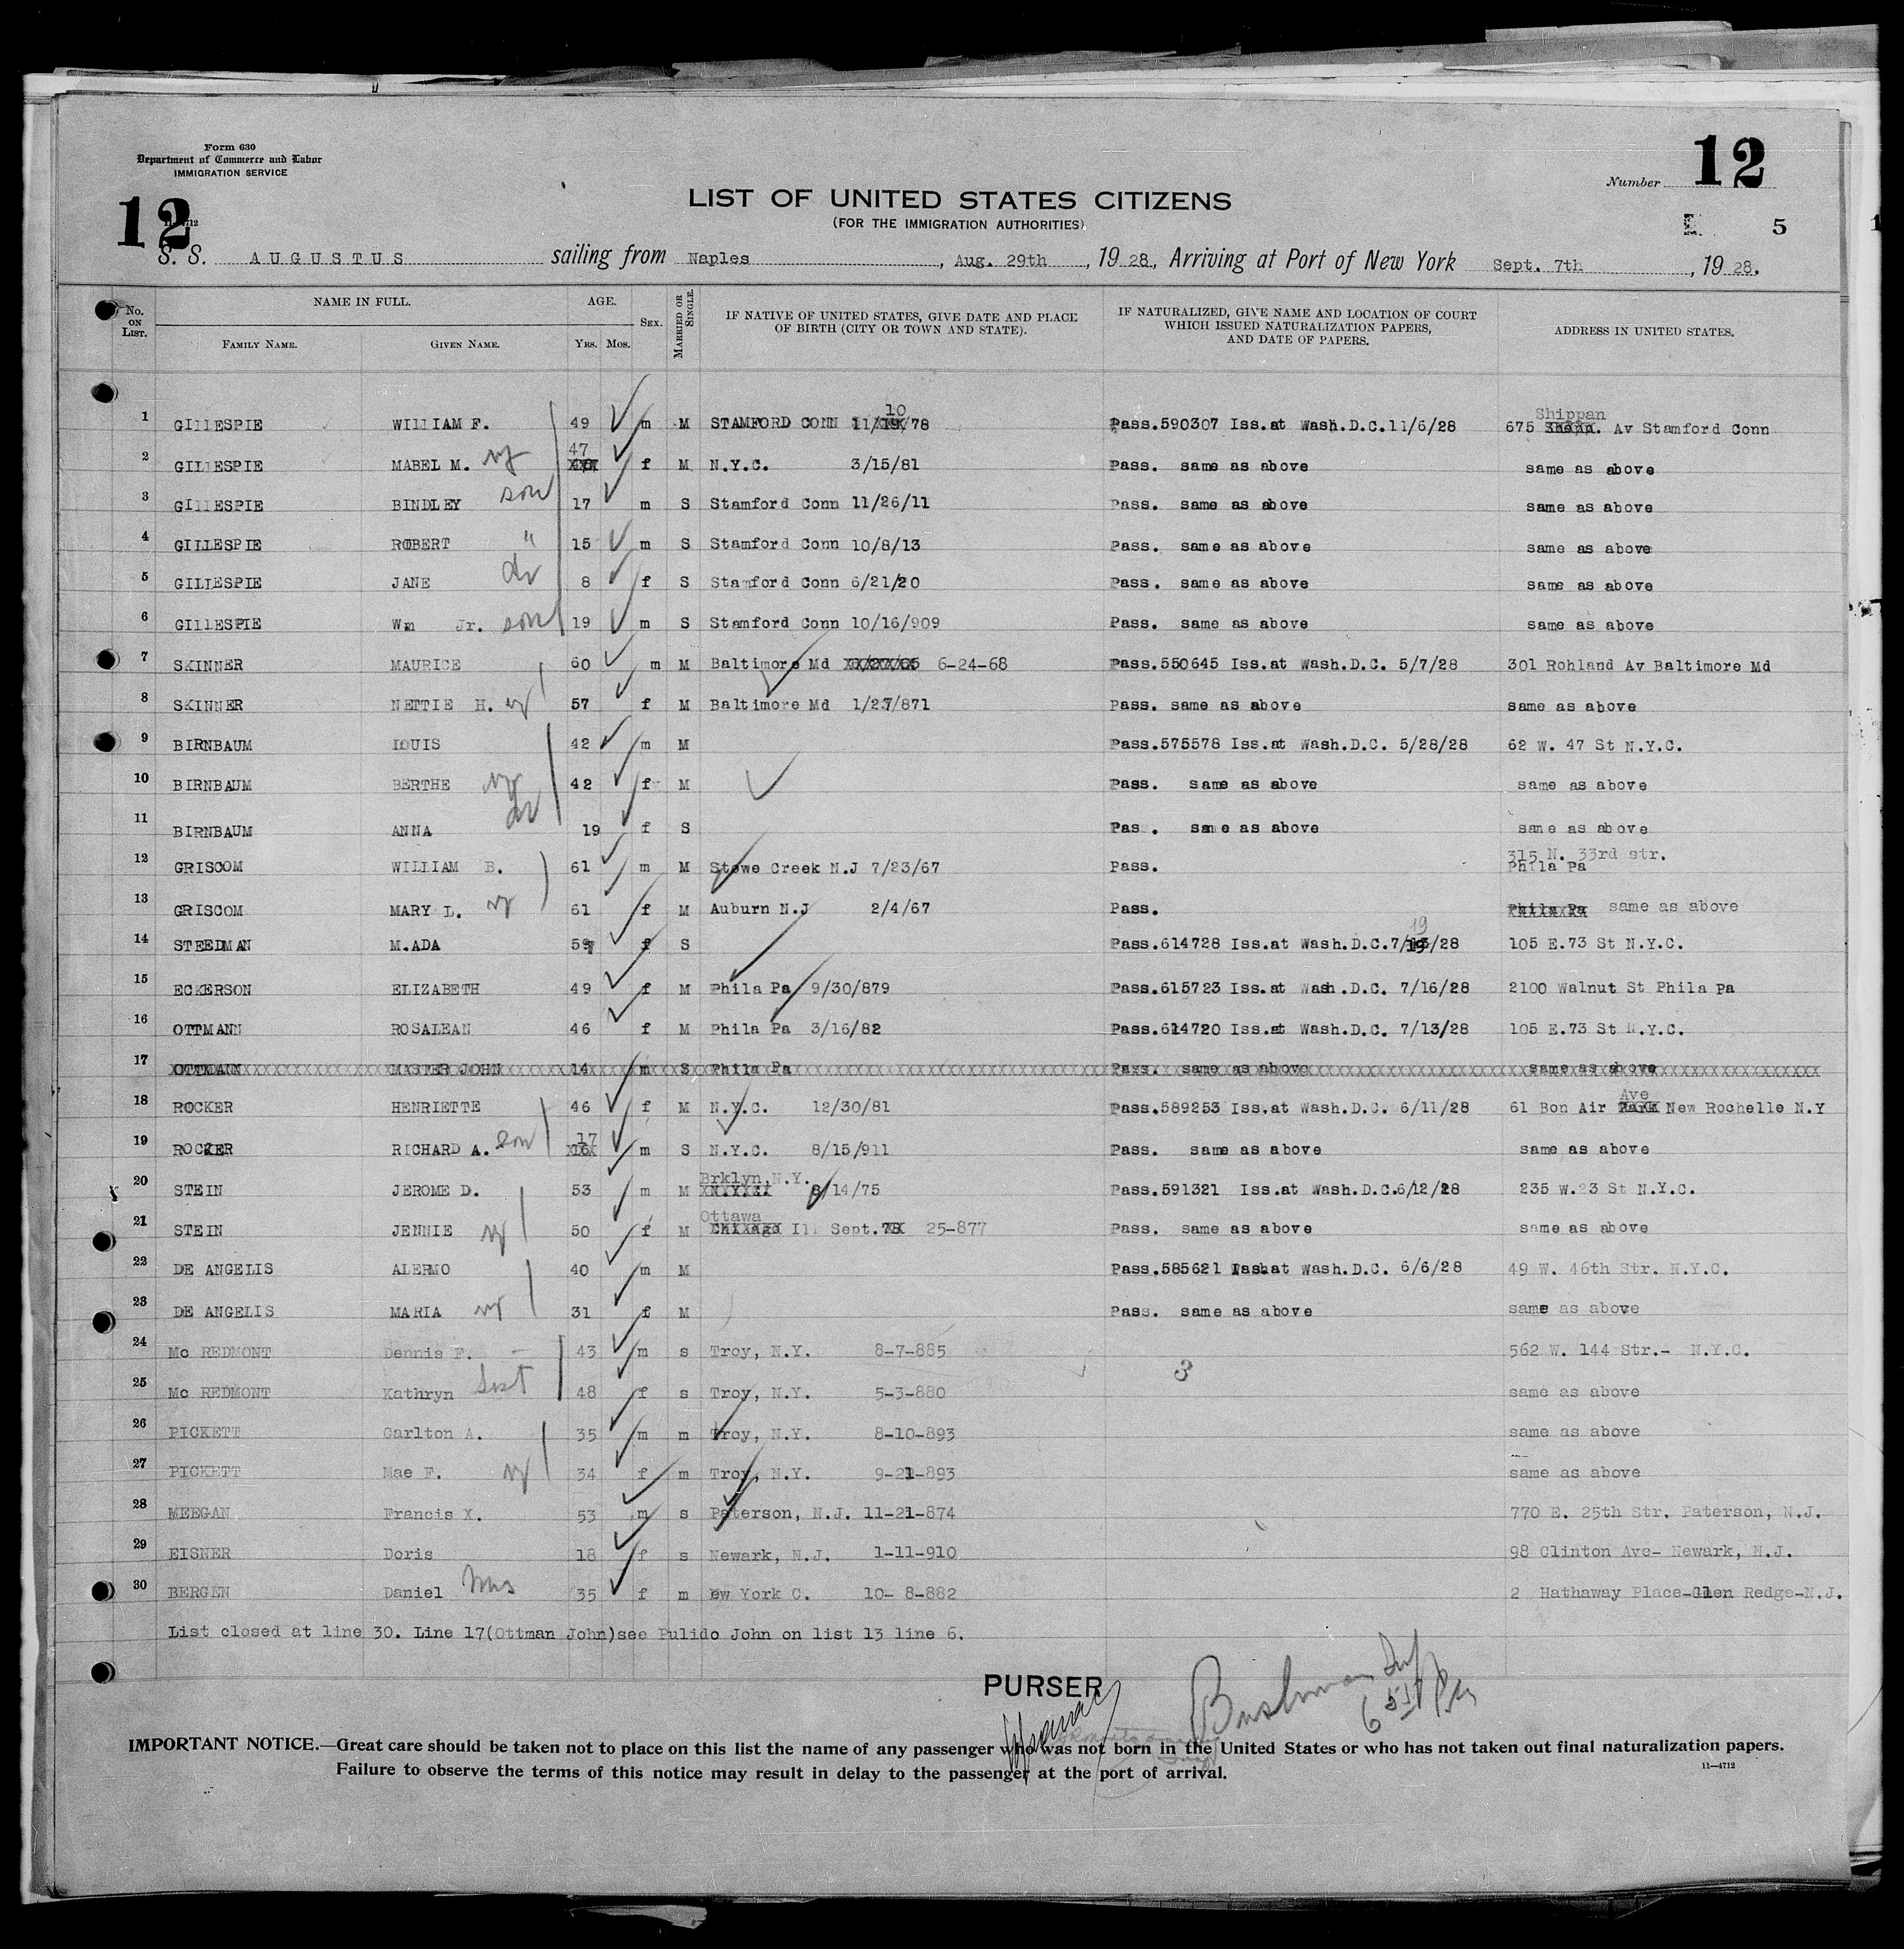 Form 630
Department of Commerce and Labor
IMMIGRATION SERVICE
12
Number 12
LIST OF UNITED STATES CITIZENS
(FOR THE IMMIGRATION AUTHORITIES)
5
S. S. AUGUSTUS sailing from Naples, Aug. 29th, 1928, Arriving at Port of New York Sept. 7th, 1928.
No. ON LIST.
NAME IN FULL.
FAMILY NAME.
GIVEN NAME.
AGE.
YRS. MOS.
SEX.
MARRIED OR SINGLE.
IF NATIVE OF UNITED STATES, GIVE DATE AND PLACE OF BIRTH (CITY OR TOWN AND STATE).
IF NATURALIZED, GIVE NAME AND LOCATION OF COURT WHICH ISSUED NATURALIZATION PAPERS, AND DATE OF PAPERS.
ADDRESS IN UNITED STATES.
1 GILLESPIE WILLIAM F. 49 m M STAMFORD CONN 11/10/78 Pass.590307 Iss.at Wash.D.C.11/6/28 675 Shippan Av Stamford Conn
2 GILLESPIE MABEL M. wf 47 f M N.Y.C. 3/15/81 Pass. same as above same as above
3 GILLESPIE BINDLEY son 17 m S Stamford Conn 11/26/11 Pass. same as above same as above
4 GILLESPIE ROBERT " 15 m S Stamford Conn 10/8/13 Pass. same as above same as above
5 GILLESPIE JANE dr 8 f S Stamford Conn 6/21/20 Pass. same as above same as above
6 GILLESPIE Wm Jr. son 19 m S Stamford Conn 10/16/909 Pass. same as above same as above
7 SKINNER MAURICE 60 m M Baltimore Md 6-24-68 Pass.550645 Iss.at Wash.D.C. 5/7/28 301 Rohland Av Baltimore Md
8 SKINNER NETTIE H. wf 57 f M Baltimore Md 1/27/871 Pass. same as above same as above
9 BIRNBAUM LOUIS 42 m M Pass.575578 Iss.at Wash.D.C. 5/28/28 62 W. 47 St N.Y.C.
10 BIRNBAUM BERTHE wf 42 f M Pass. same as above same as above
11 BIRNBAUM ANNA dr 19 f S Pas. same as above same as above
12 GRISCOM WILLIAM B. 61 m M Stowe Creek N.J 7/23/67 Pass. 315 N. 33rd str. Phila Pa
13 GRISCOM MARY L. wf 61 f M Auburn N.J 2/4/67 Pass. Phila Pa same as above
14 STEEDMAN M.ADA 57 f S Pass.614728 Iss.at Wash.D.C.7/19/28 105 E.73 St N.Y.C.
15 ECKERSON ELIZABETH 49 f M Phila Pa 9/30/879 Pass.615723 Iss.at Wash.D.C. 7/16/28 2100 Walnut St Phila Pa
16 OTTMANN ROSALEAN 46 f M Phila Pa 3/16/82 Pass.614720 Iss.at Wash.D.C. 7/13/28 105 E.73 St N.Y.C.
17 OTTMANN MASTER JOHN 14 m S Phila Pa Pass. same as above same as above
18 ROCKER HENRIETTE 46 f M N.Y.C. 12/30/81 Pass.589253 Iss.at Wash.D.C. 6/11/28 61 Bon Air Ave New Rochelle N.Y
19 ROCKER RICHARD A. son 17 m S N.Y.C. 8/15/911 Pass. same as above same as above
20 STEIN JEROME D. 53 m M Brklyn,N.Y. 8/14/75 Pass.591321 Iss.at Wash.D.C.6/12/28 235 W.23 St N.Y.C.
21 STEIN JENNIE wf 50 f M Ottawa Ill Sept. 25-877 Pass. same as above same as above
22 DE ANGELIS ALERMO 40 m M Pass.585621 Iss.at Wash.D.C. 6/6/28 49 W. 46th Str. N.Y.C.
23 DE ANGELIS MARIA wf 31 f M Pass. same as above same as above
24 Mc REDMONT Dennis F. - 43 m s Troy, N.Y. 8-7-885 562 W. 144 Str.- N.Y.C.
3
25 Mc REDMONT Kathryn Sist 48 f s Troy, N.Y. 5-3-880 same as above
26 PICKETT Carlton A. 35 m m Troy, N.Y. 8-10-893 same as above
27 PICKETT Mae F. wf 34 f m Troy, N.Y. 9-21-893 same as above
28 MEEGAN Francis X. 53 m s Paterson, N.J. 11-21-874 770 E. 25th Str. Paterson, N.J.
29 EISNER Doris 18 f s Newark, N.J. 1-11-910 98 Clinton Ave- Newark, N.J.
30 BERGEN Daniel Mrs 35 f m ew York C. 10- 8-882 2 Hathaway Place-Glen Redge-N.J.
List closed at line 30. Line 17(Ottman John)see Pulido John on list 13 line 6.
PURSER
IMPORTANT NOTICE.—Great care should be taken not to place on this list the name of any passenger who was not born in the United States or who has not taken out final naturalization papers.
Failure to observe the terms of this notice may result in delay to the passenger at the port of arrival.
11—4712